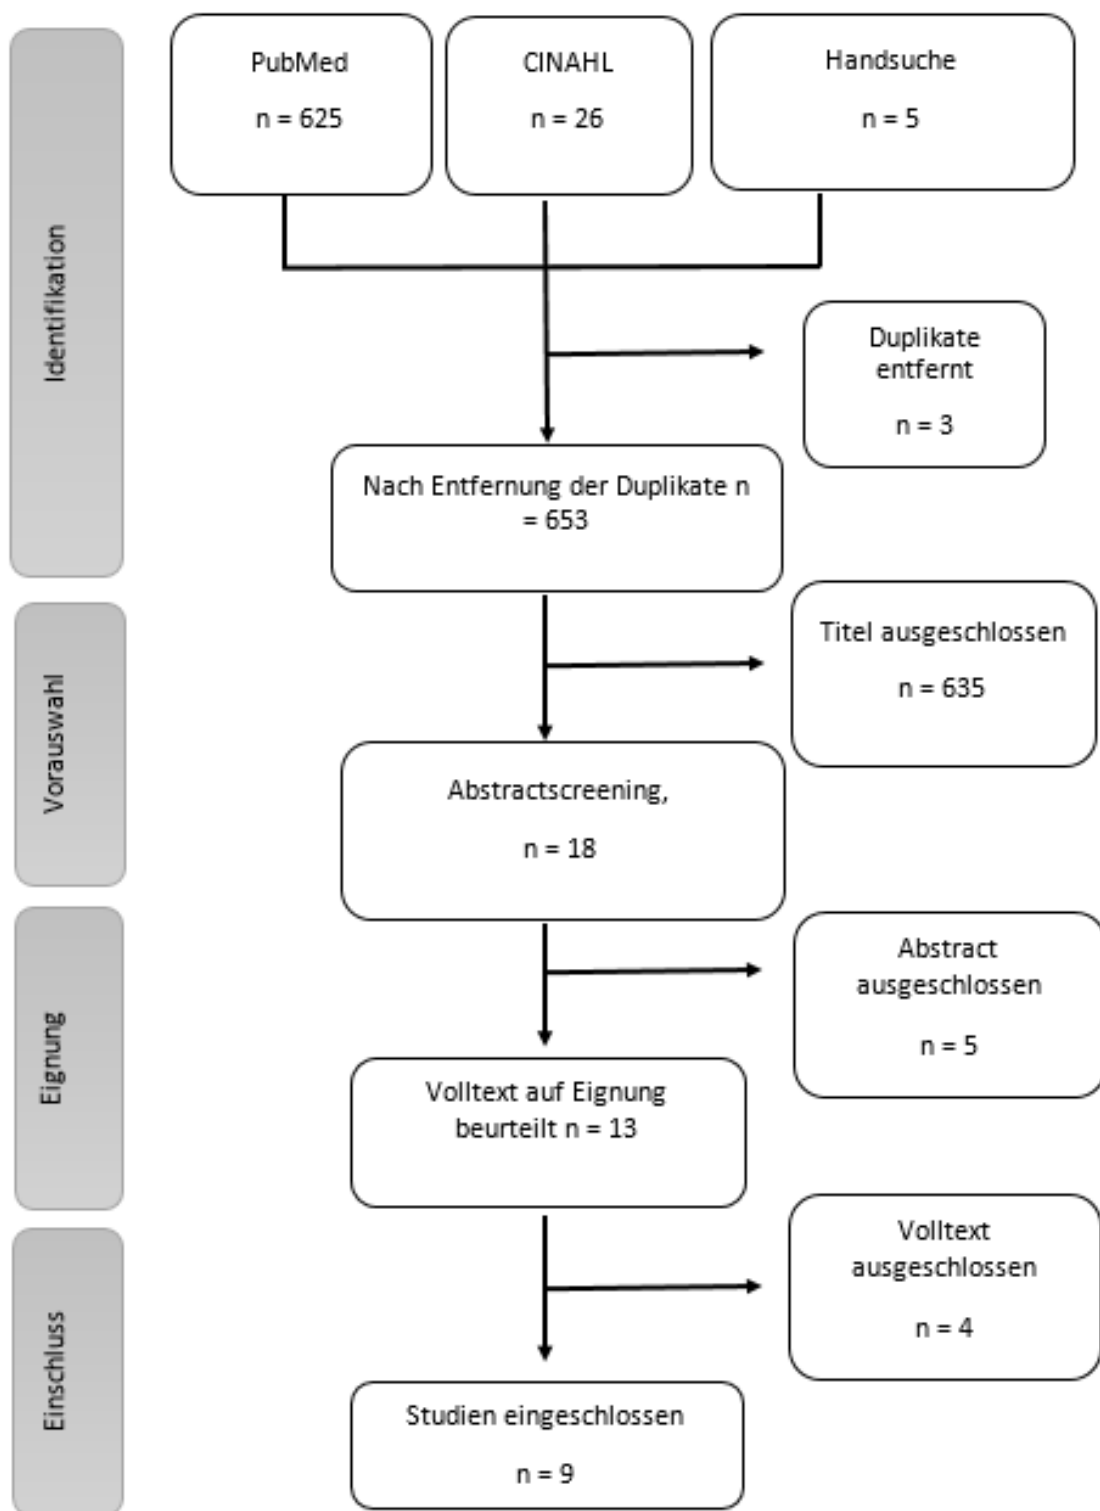 PubMed
n = 625
CINAHL
n = 26
Handsuche
n = 5
Identifikation
Duplikate
entfernt
n = 3
Nach Entfernung der Duplikate n
= 653
Vorauswahl
Titel ausgeschlossen
n = 635
Abstractscreening,
n = 18
Eignung
Abstract
ausgeschlossen
n = 5
Volltext auf Eignung
beurteilt n = 13
Einschluss
Volltext
ausgeschlossen
n = 4
Studien eingeschlossen
n = 9